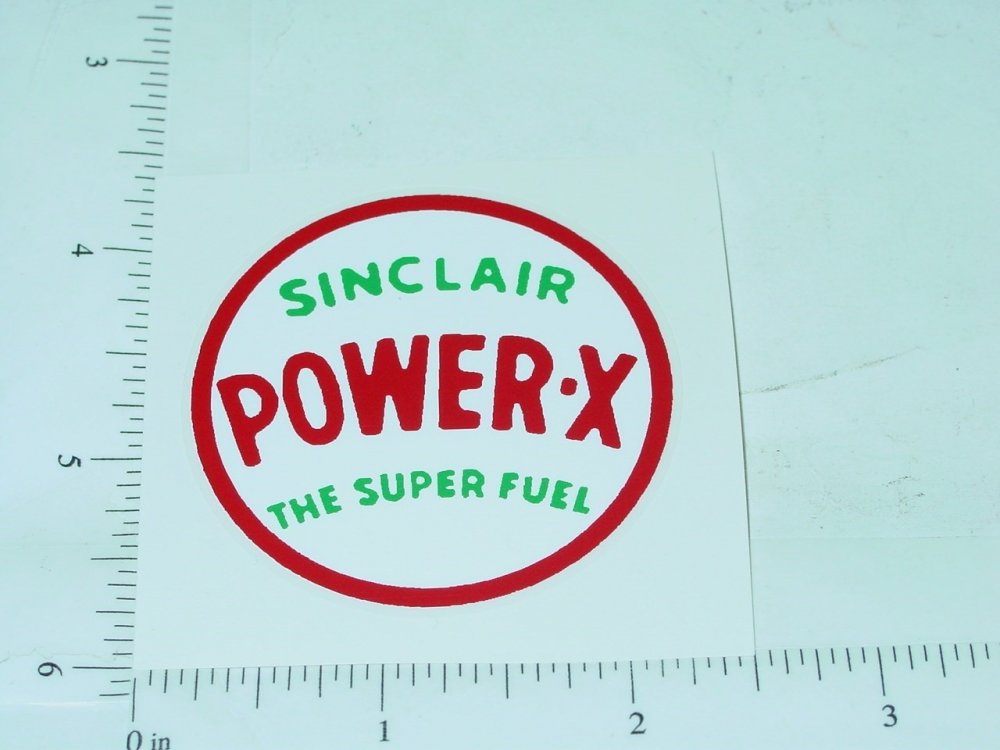 SINCLAIR
POWER·X
THE SUPER FUEL
3
4
5
6
0 in
1
2
3